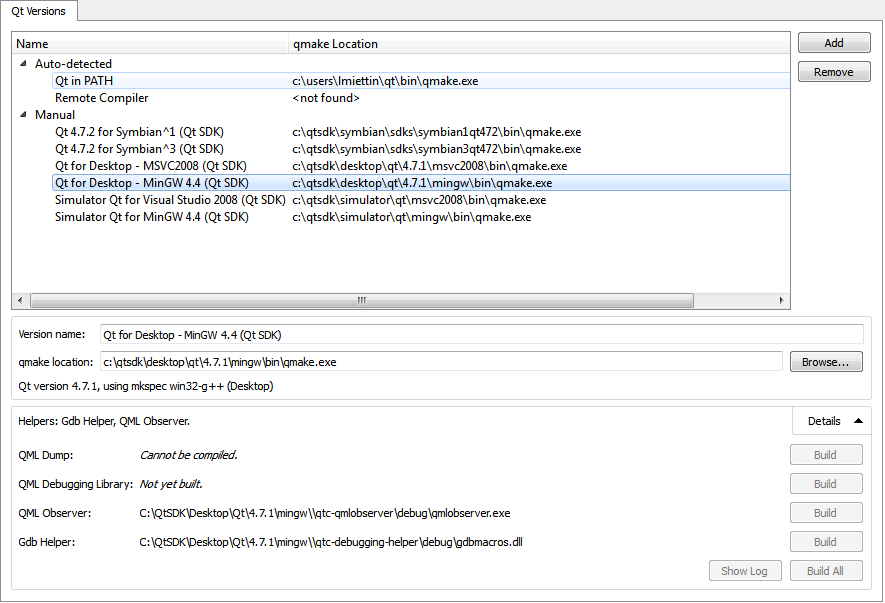 Qt Versions
Name qmake Location
Auto-detected
Qt in PATH c:\users\lmiettin\qt\bin\qmake.exe
Remote Compiler <not found>
Manual
Qt 4.7.2 for Symbian^1 (Qt SDK) c:\qtsdk\symbian\sdks\symbian1qt472\bin\qmake.exe
Qt 4.7.2 for Symbian^3 (Qt SDK) c:\qtsdk\symbian\sdks\symbian3qt472\bin\qmake.exe
Qt for Desktop - MSVC2008 (Qt SDK) c:\qtsdk\desktop\qt\4.7.1\msvc2008\bin\qmake.exe
Qt for Desktop - MinGW 4.4 (Qt SDK) c:\qtsdk\desktop\qt\4.7.1\mingw\bin\qmake.exe
Simulator Qt for Visual Studio 2008 (Qt SDK) c:\qtsdk\simulator\qt\msvc2008\bin\qmake.exe
Simulator Qt for MinGW 4.4 (Qt SDK) c:\qtsdk\simulator\qt\mingw\bin\qmake.exe
Add
Remove
Version name: Qt for Desktop - MinGW 4.4 (Qt SDK)
qmake location: c:\qtsdk\desktop\qt\4.7.1\mingw\bin\qmake.exe Browse...
Qt version 4.7.1, using mkspec win32-g++ (Desktop)
Helpers: Gdb Helper, QML Observer. Details
QML Dump: Cannot be compiled. Build
QML Debugging Library: Not yet built. Build
QML Observer: C:\QtSDK\Desktop\Qt\4.7.1\mingw\\qtc-qmlobserver\debug\qmlobserver.exe Build
Gdb Helper: C:\QtSDK\Desktop\Qt\4.7.1\mingw\\qtc-debugging-helper\debug\gdbmacros.dll Build
Show Log Build All